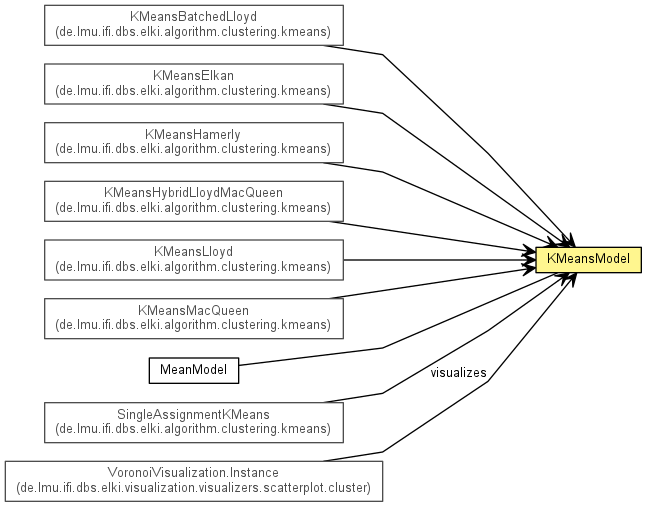 KMeansBatchedLloyd
(de.lmu.ifi.dbs.elki.algorithm.clustering.kmeans)
KMeansElkan
(de.lmu.ifi.dbs.elki.algorithm.clustering.kmeans)
KMeansHamerly
(de.lmu.ifi.dbs.elki.algorithm.clustering.kmeans)
KMeansHybridLloydMacQueen
(de.lmu.ifi.dbs.elki.algorithm.clustering.kmeans)
KMeansLloyd
(de.lmu.ifi.dbs.elki.algorithm.clustering.kmeans)
KMeansModel
KMeansMacQueen
(de.lmu.ifi.dbs.elki.algorithm.clustering.kmeans)
MeanModel
visualizes
SingleAssignmentKMeans
(de.lmu.ifi.dbs.elki.algorithm.clustering.kmeans)
VoronoiVisualization.Instance
(de.lmu.ifi.dbs.elki.visualization.visualizers.scatterplot.cluster)